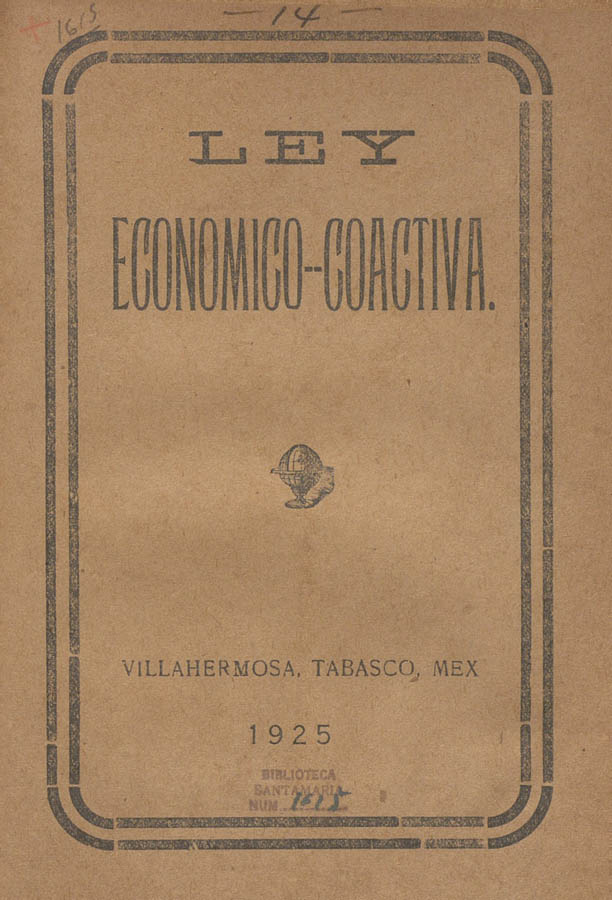 1615
— 14 —
LEY
ECONOMICO--COACTIVA.
VILLAHERMOSA, TABASCO, MEX
1925
BIBLIOTECA
SANTAMARIA
NUM. 1615